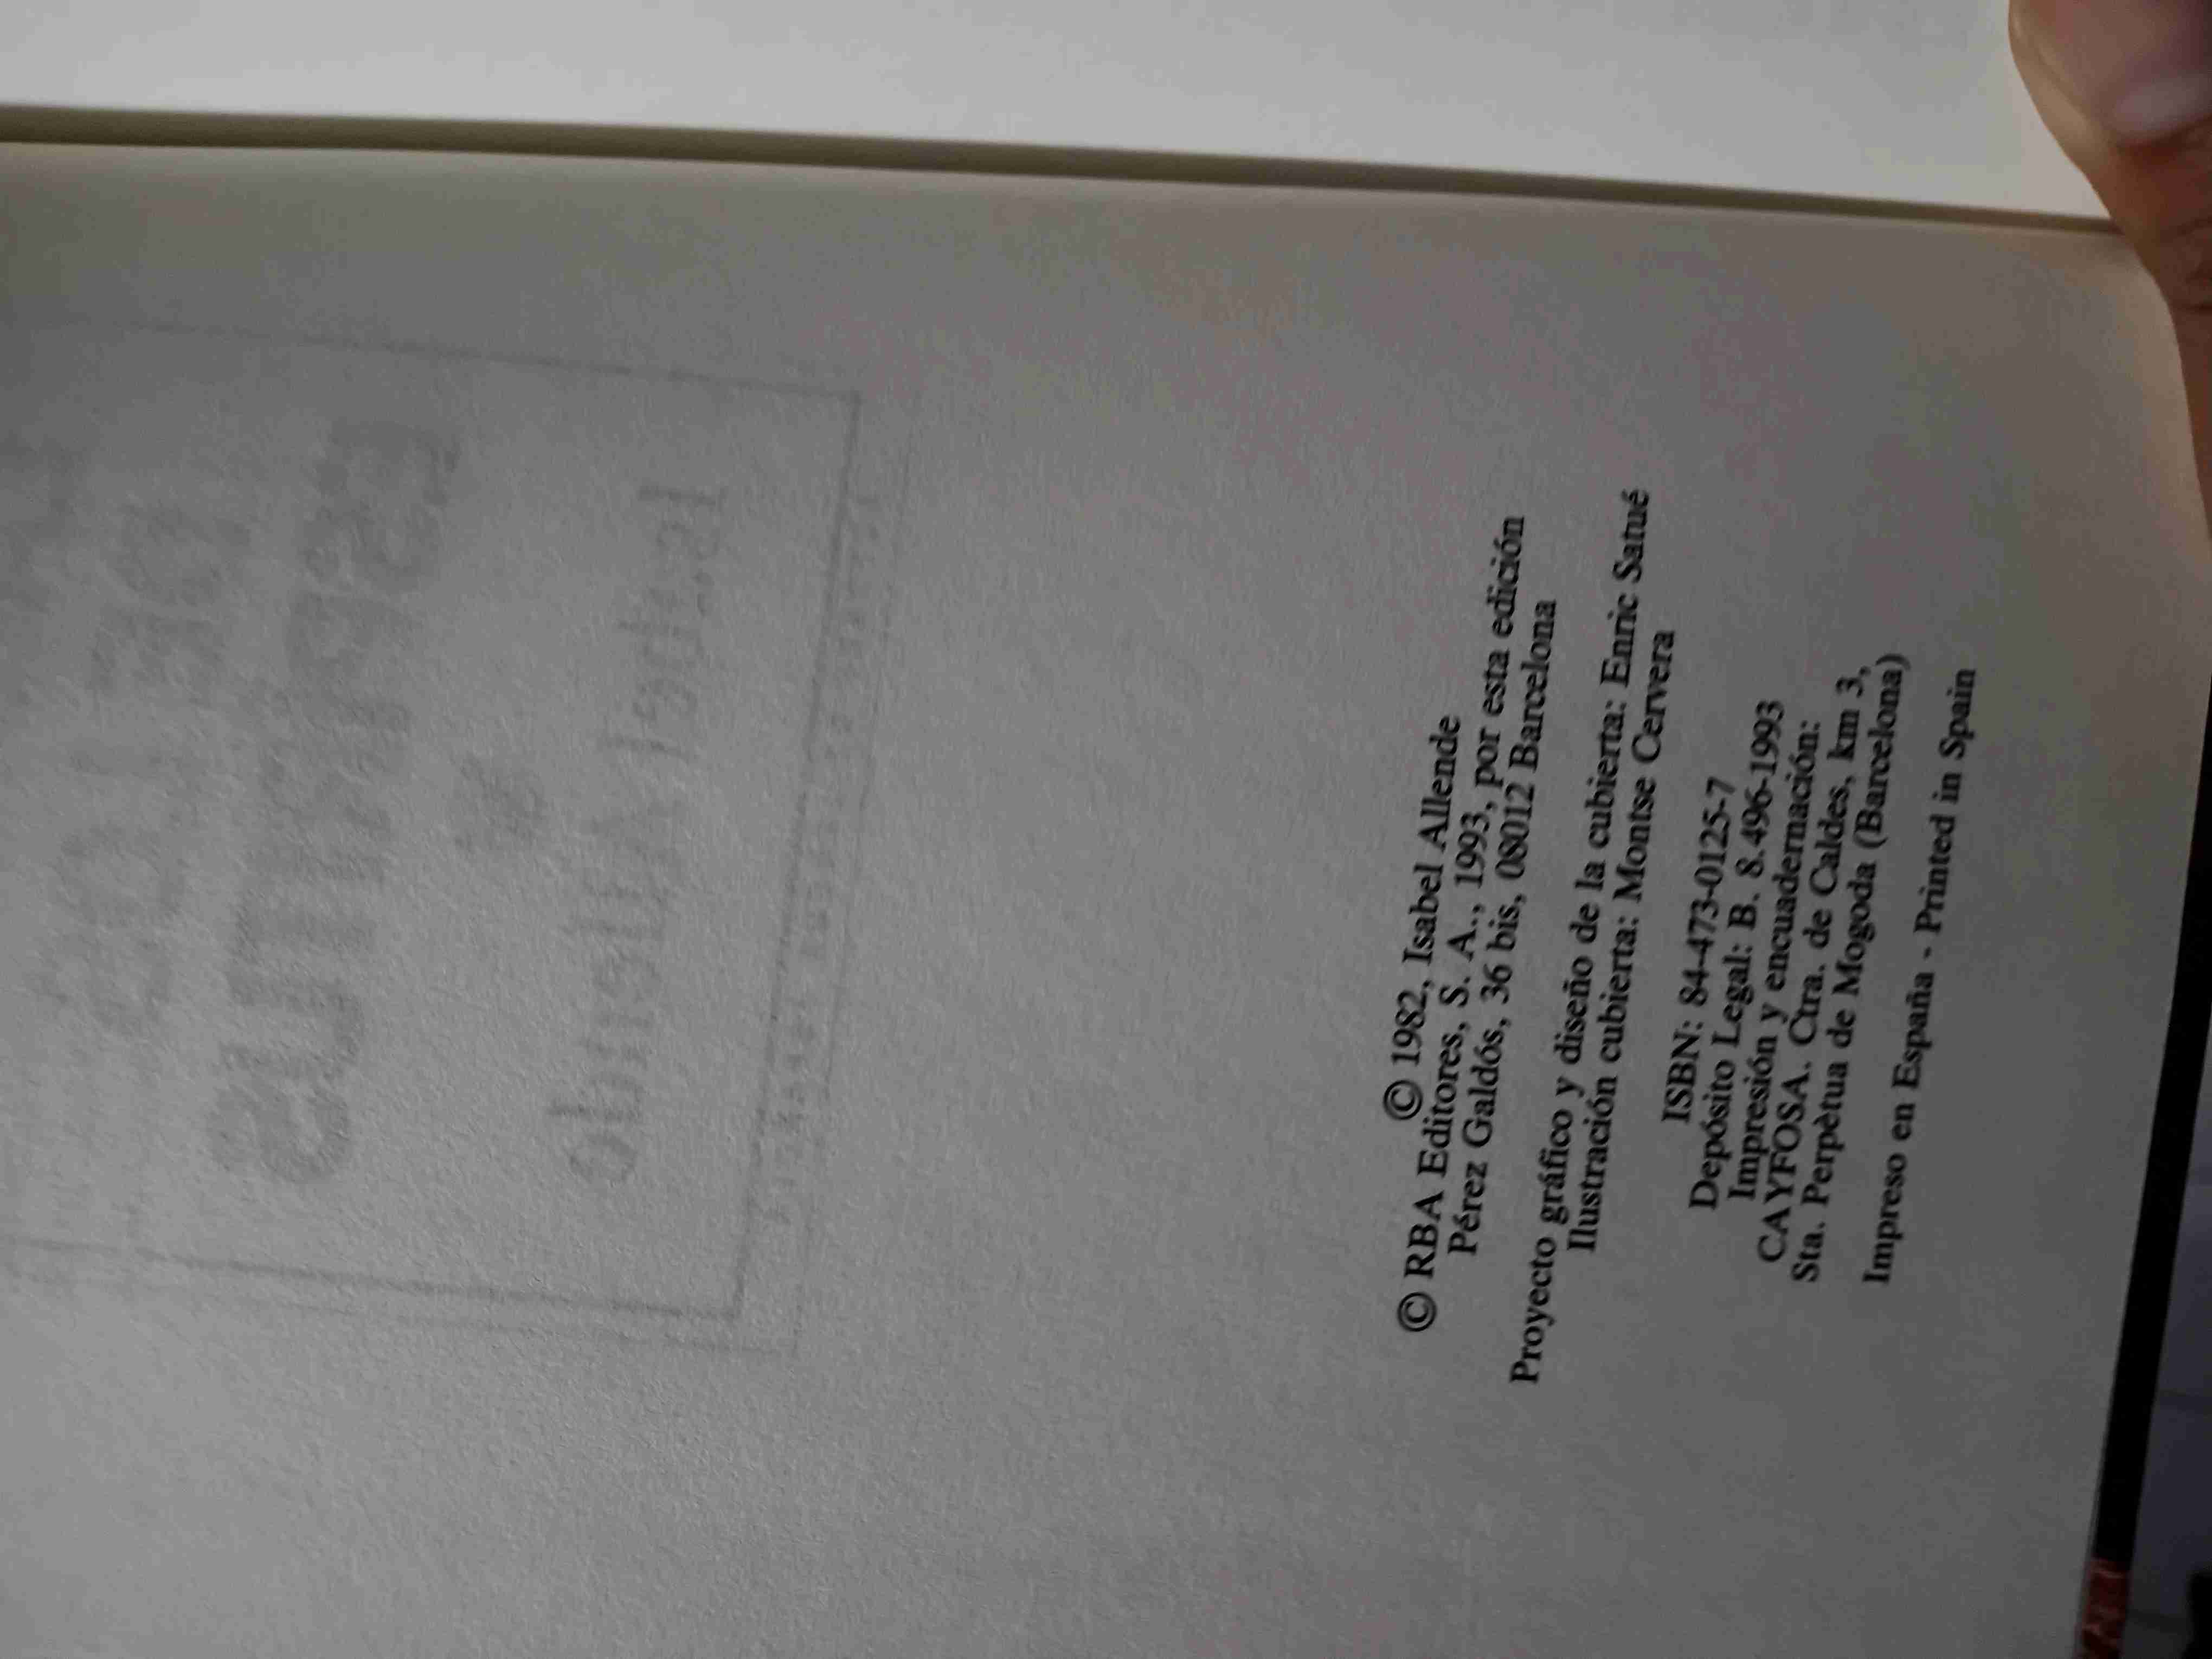 © 1982, Isabel Allende
© RBA Editores, S. A., 1993, por esta edición
Pérez Galdós, 36 bis, 08012 Barcelona
Proyecto gráfico y diseño de la cubierta: Enric Satué
Ilustración cubierta: Montse Cervera
ISBN: 84-473-0125-7
Depósito Legal: B. 8.496-1993
Impresión y encuadernación:
CAYFOSA. Ctra. de Caldes, km 3,
Sta. Perpètua de Mogoda (Barcelona)
Impreso en España - Printed in Spain
Isabel Allende